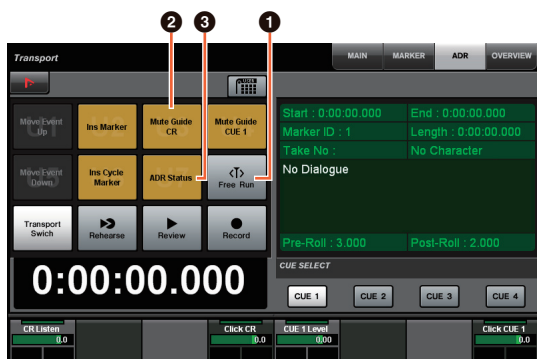 2 3 1
Transport MAIN MARKER ADR OVERVIEW
Move Event Up
Ins Marker
Mute Guide CR
Mute Guide CUE 1
Move Event Down
Ins Cycle Marker
ADR Status
Free Run
Transport Swich
Rehearse
Review
Record
0:00:00.000
Start : 0:00:00.000 End : 0:00:00.000
Marker ID : 1 Length : 0:00:00.000
Take No : No Character
No Dialogue
Pre-Roll : 3.000 Post-Roll : 2.000
CUE SELECT
CUE 1 CUE 2 CUE 3 CUE 4
CR Listen Click CR CUE 1 Level Click CUE 1
0.0 0.0 0.00 0.0